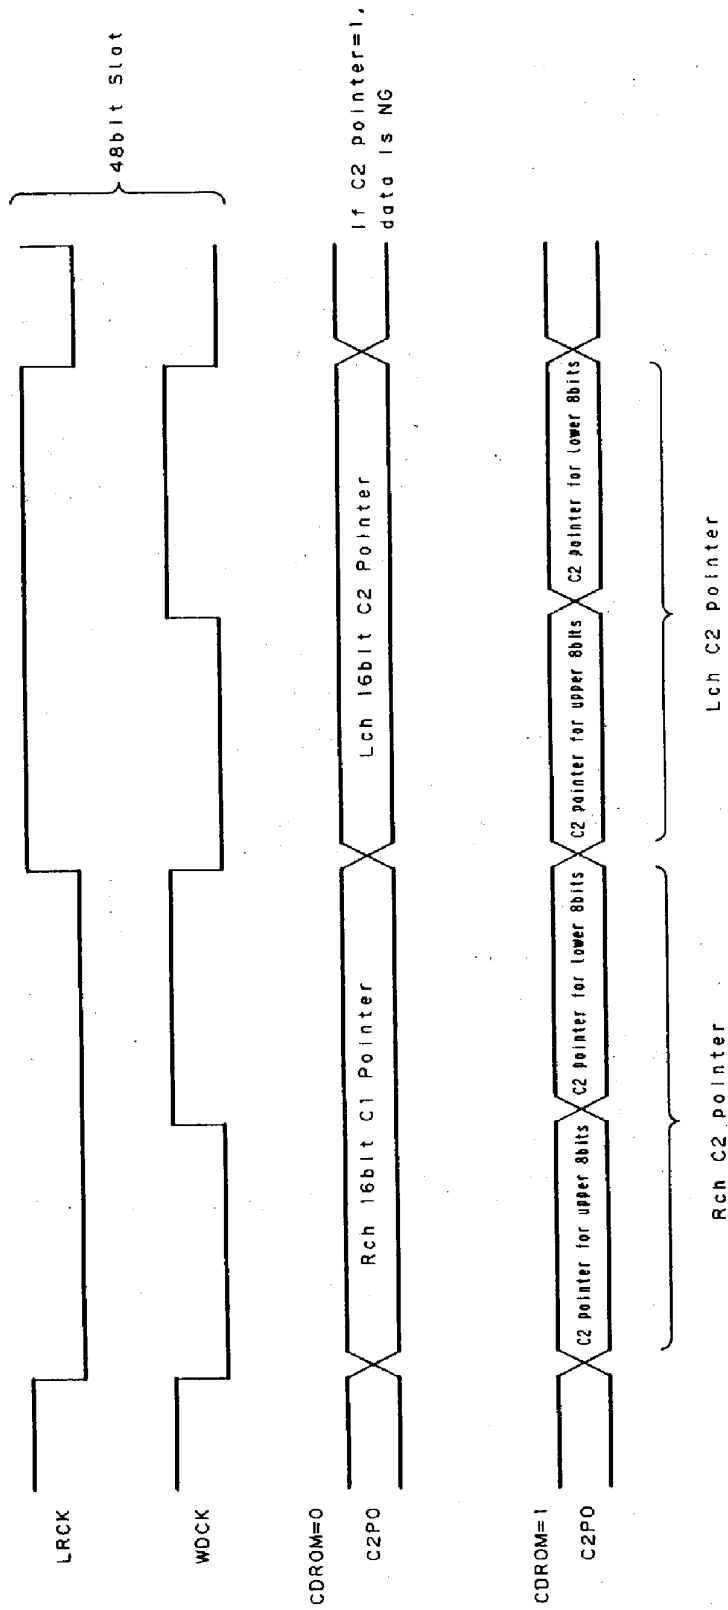 LRCK
48bit Slot
WDCK
CDROM=0
C2PO
Rch 16bit C1 Pointer
Lch 16bit C2 Pointer
If C2 pointer=1,
data is NG
CDROM=1
C2PO
C2 pointer for upper 8bits
C2 pointer for lower 8bits
C2 pointer for upper 8bits
C2 pointer for lower 8bits
Rch C2 pointer
Lch C2 pointer